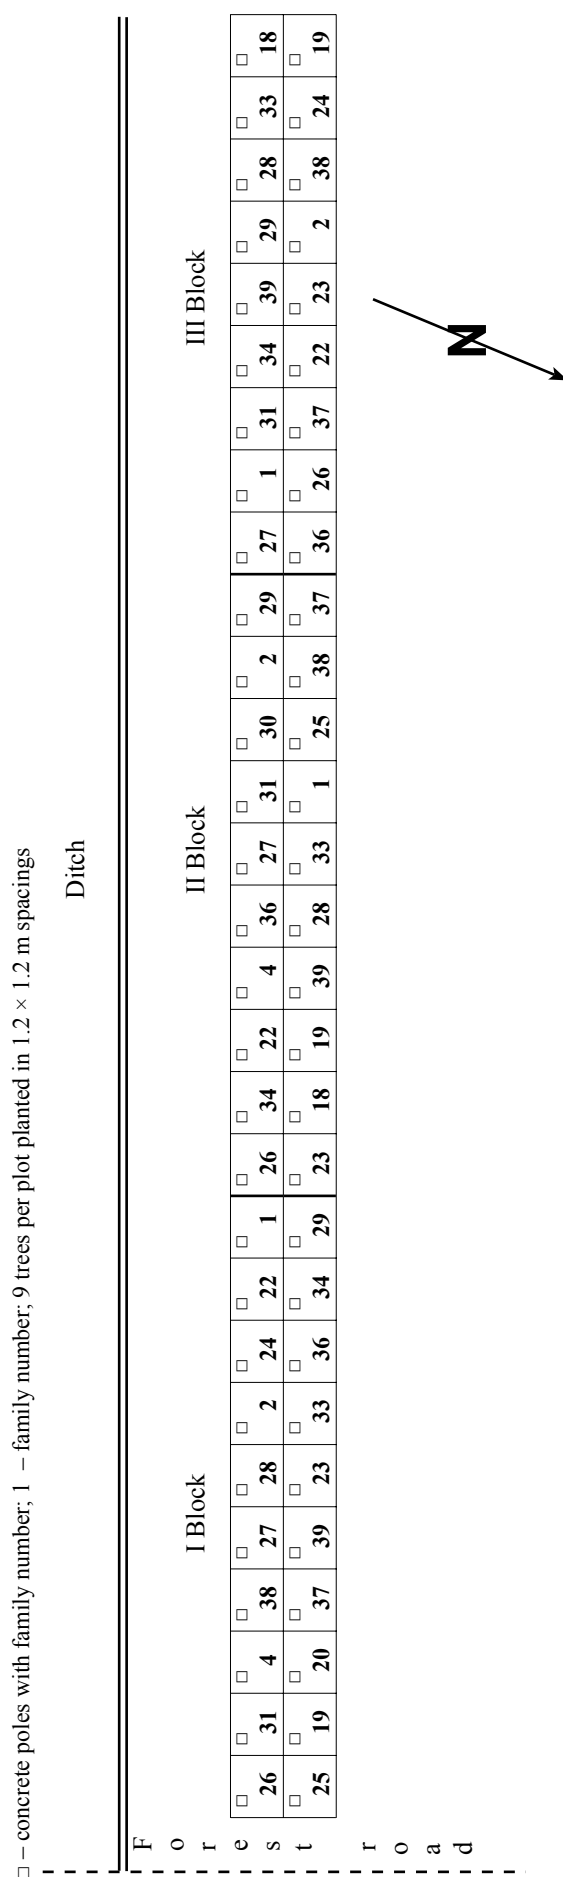 □ – concrete poles with family number; 1 – family number; 9 trees per plot planted in 1.2 × 1.2 m spacings
Ditch
Forest road
I Block II Block III Block
26 31 4 38 27 28 2 24 22 1 26 34 22 4 36 27 31 30 2 29 27 1 31 34 39 29 28 33 18
25 19 20 37 39 23 33 36 34 29 23 18 19 39 28 33 1 25 38 37 36 26 37 22 23 2 38 24 19
N